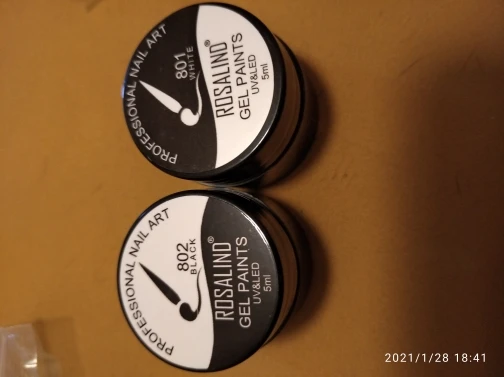 PROFESSIONAL NAIL ART
801
WHITE
ROSALIND®
GEL PAINTS
UV&LED
5ml
PROFESSIONAL NAIL ART
802
BLACK
ROSALIND®
GEL PAINTS
UV&LED
5ml
2021/1/28 18:41